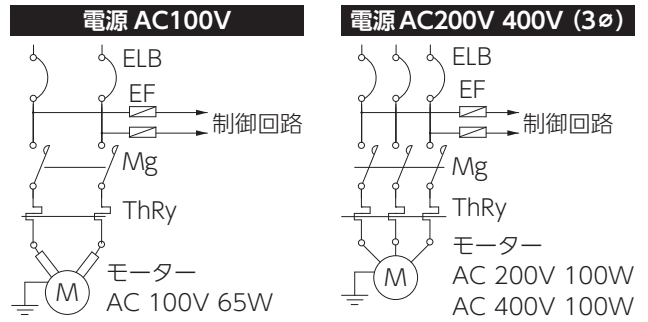 電源 AC100V
ELB
EF
制御回路
Mg
ThRy
モーター
M
AC 100V 65W
電源 AC200V 400V (3ø)
ELB
EF
制御回路
Mg
ThRy
モーター
M
AC 200V 100W
AC 400V 100W